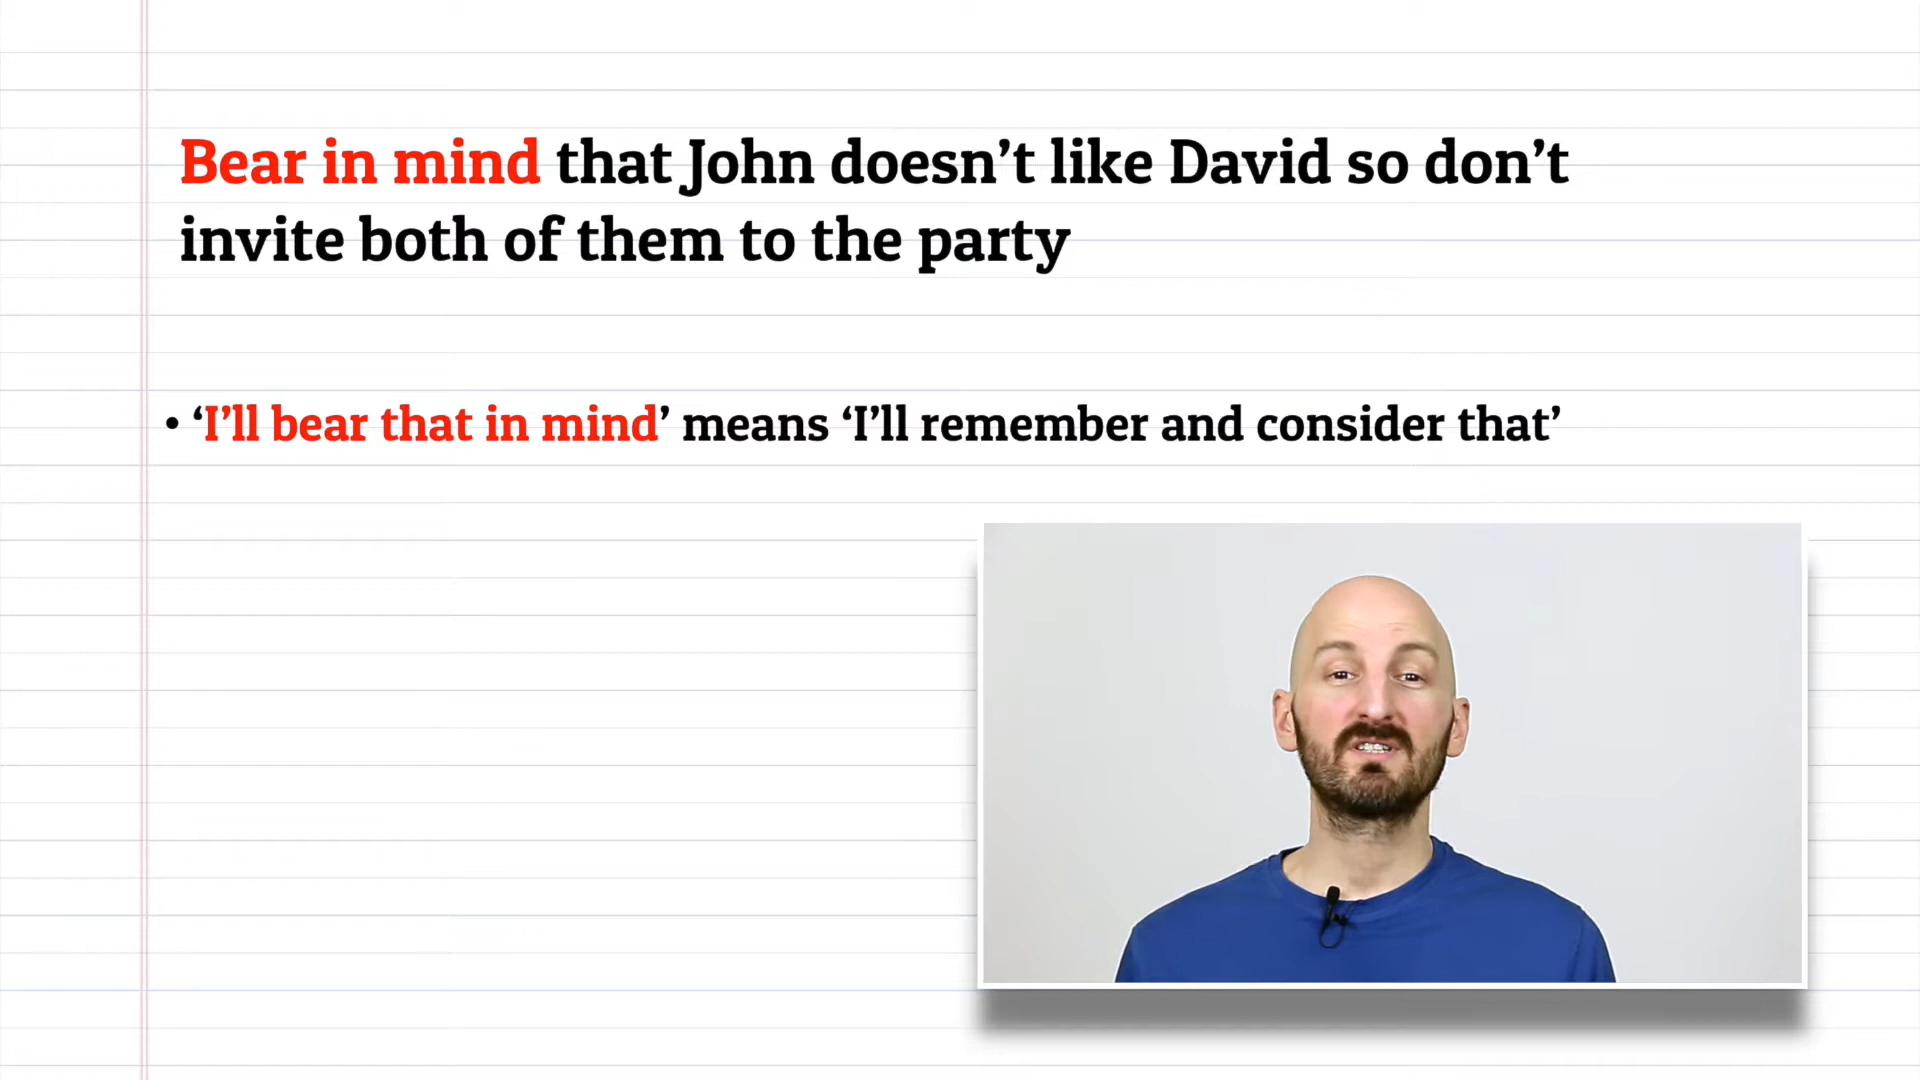 Bear in mind that John doesn’t like David so don’t
invite both of them to the party
• ‘I’ll bear that in mind’ means ‘I’ll remember and consider that’